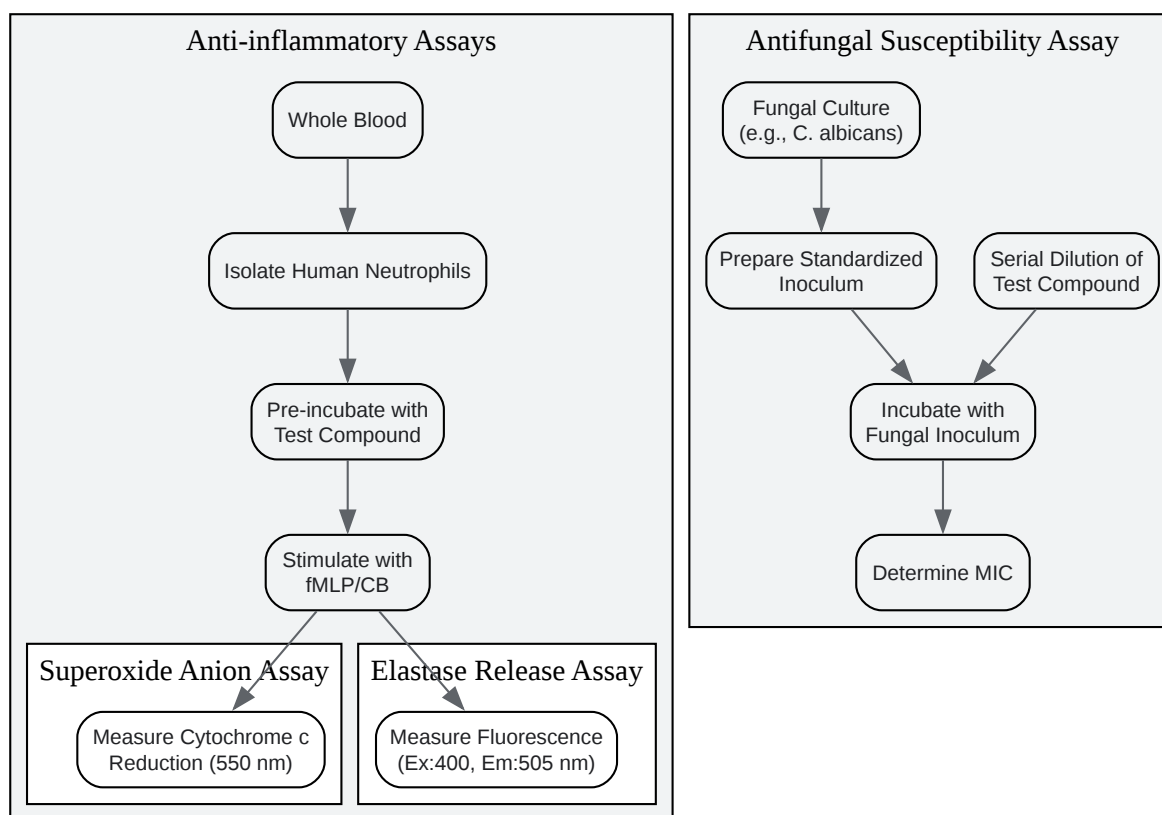 Anti-inflammatory Assays
Whole Blood
Isolate Human Neutrophils
Pre-incubate with
Test Compound
Stimulate with
fMLP/CB
Superoxide Anion Assay
Measure Cytochrome c
Reduction (550 nm)
Elastase Release Assay
Measure Fluorescence
(Ex:400, Em:505 nm)
Antifungal Susceptibility Assay
Fungal Culture
(e.g., C. albicans)
Prepare Standardized
Inoculum
Serial Dilution of
Test Compound
Incubate with
Fungal Inoculum
Determine MIC